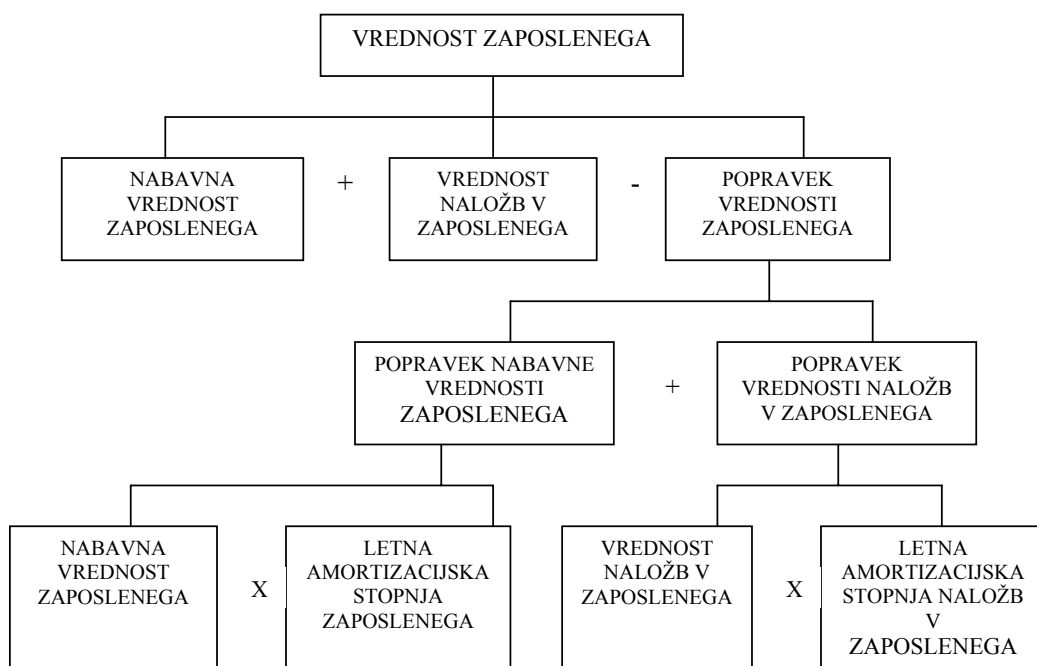 VREDNOST ZAPOSLENEGA
NABAVNA
VREDNOST
ZAPOSLENEGA
+
VREDNOST
NALOŽB V
ZAPOSLENEGA
-
POPRAVEK
VREDNOSTI
ZAPOSLENEGA
POPRAVEK NABAVNE
VREDNOSTI
ZAPOSLENEGA
+
POPRAVEK
VREDNOSTI NALOŽB
V ZAPOSLENEGA
NABAVNA
VREDNOST
ZAPOSLENEGA
X
LETNA
AMORTIZACIJSKA
STOPNJA
ZAPOSLENEGA
VREDNOST
NALOŽB V
ZAPOSLENEGA
X
LETNA
AMORTIZACIJSKA
STOPNJA NALOŽB
V
ZAPOSLENEGA